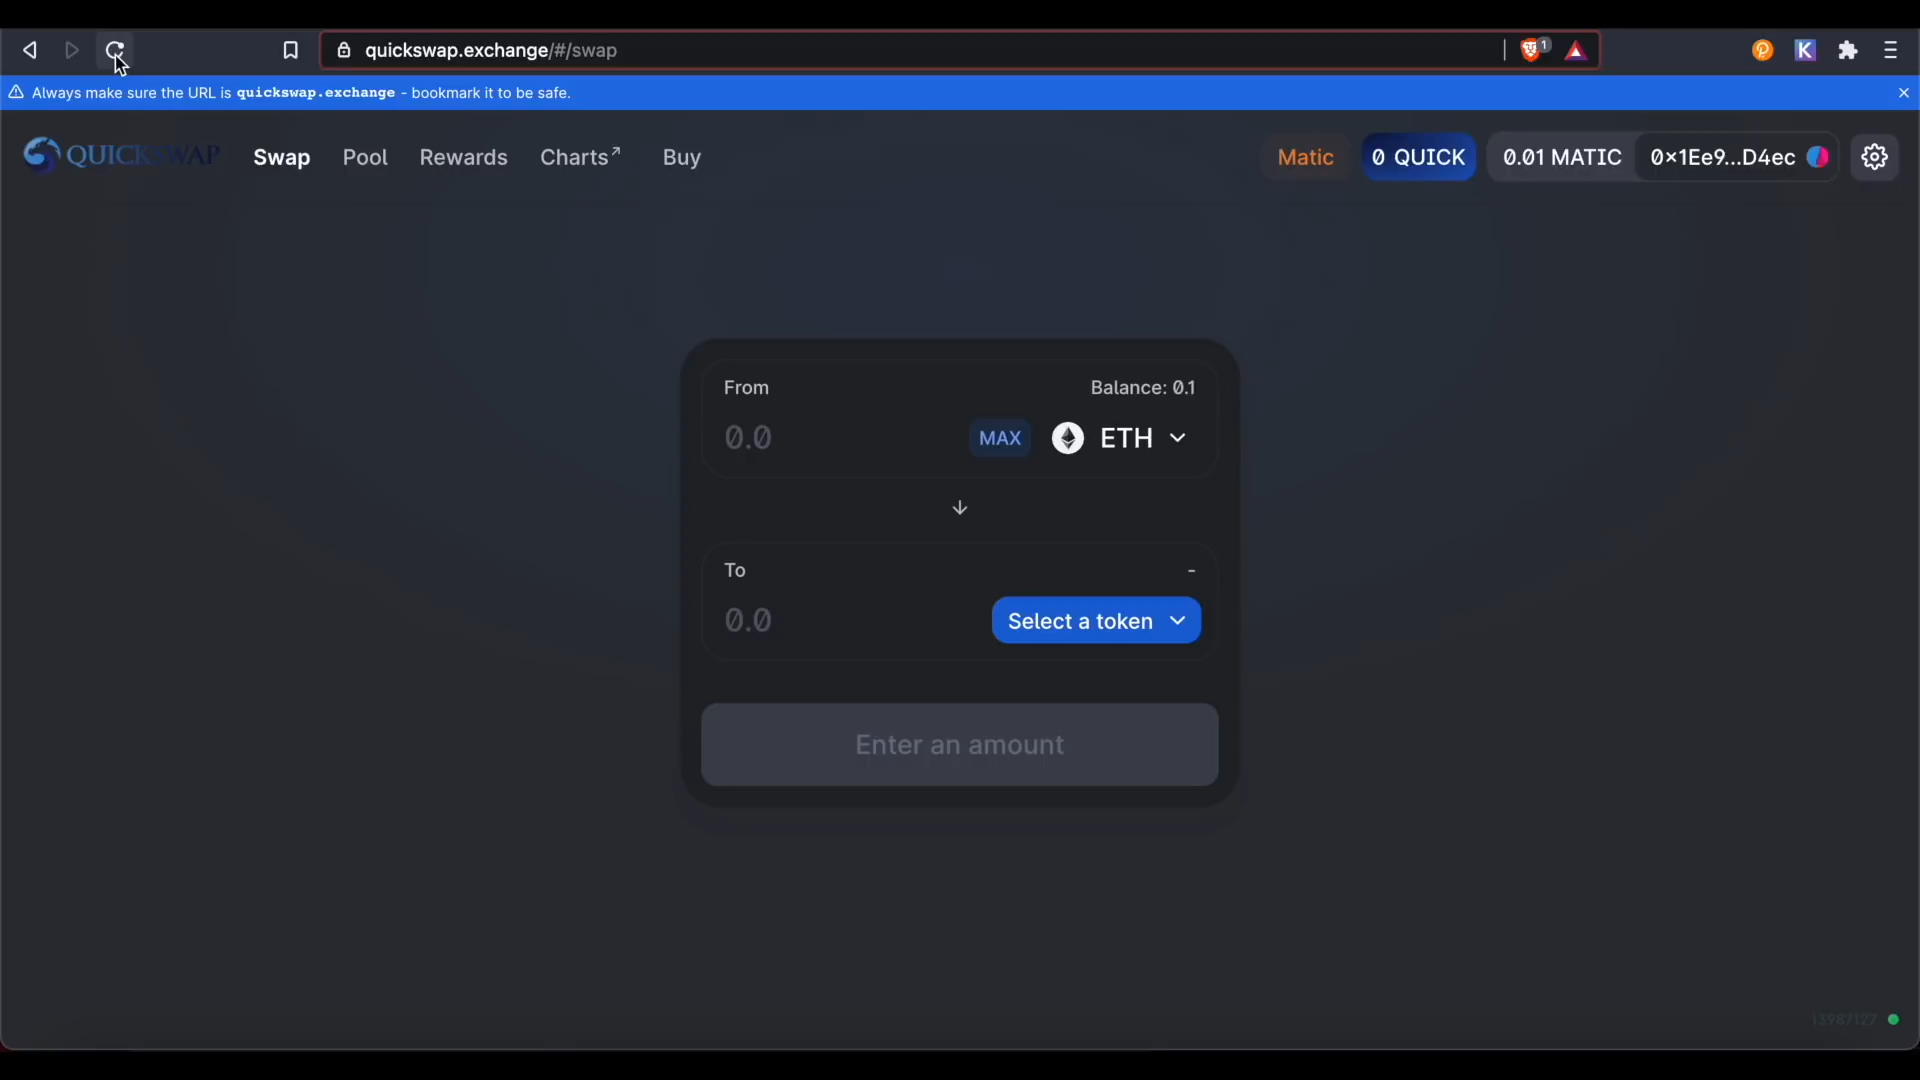 quickswap.exchange/#/swap
1
K
Always make sure the URL is quickswap.exchange - bookmark it to be safe.
QUICKSWAP
Swap
Pool
Rewards
Charts↗
Buy
Matic
0 QUICK
0.01 MATIC
0x1Ee9...D4ec
From
Balance: 0.1
0.0
MAX
ETH
To
-
0.0
Select a token
Enter an amount
13987127